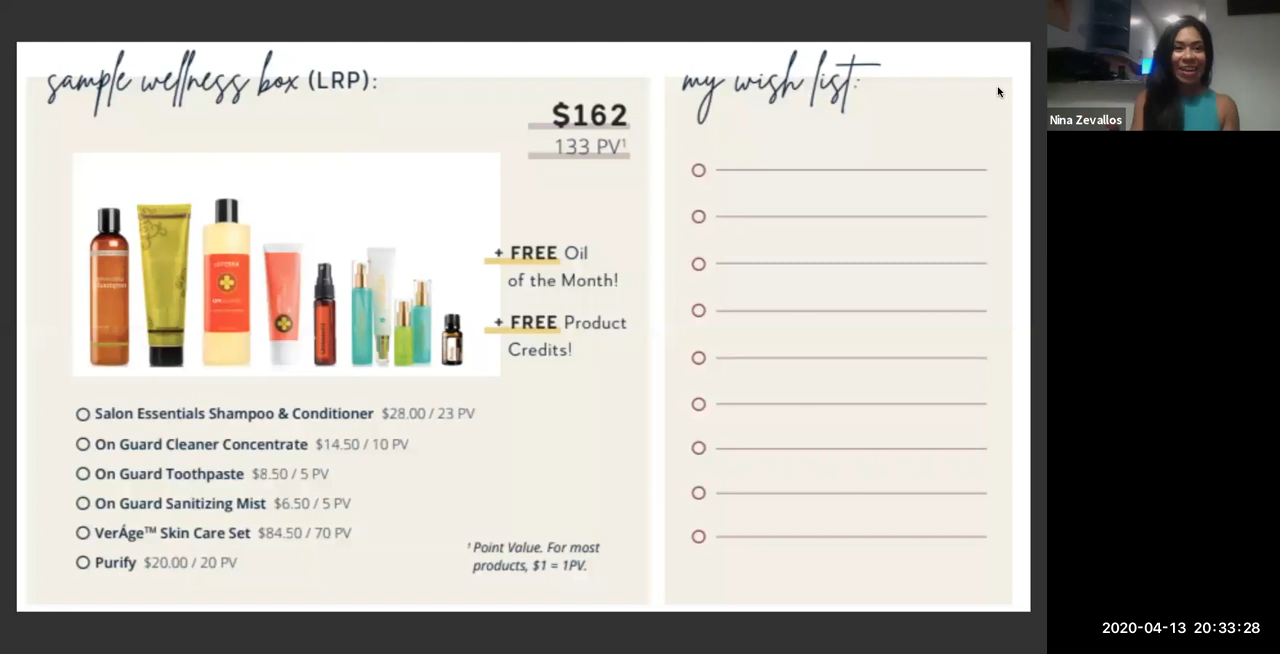 sample wellness box (LRP):
$162
133 PV¹
+ FREE Oil
of the Month!
+ FREE Product
Credits!
Salon Essentials Shampoo & Conditioner $28.00 / 23 PV
On Guard Cleaner Concentrate $14.50 / 10 PV
On Guard Toothpaste $8.50 / 5 PV
On Guard Sanitizing Mist $6.50 / 5 PV
VerÁge™ Skin Care Set $84.50 / 70 PV
Purify $20.00 / 20 PV
¹ Point Value. For most
products, $1 = 1PV.
my wish list:
Nina Zevallos
2020-04-13 20:33:28